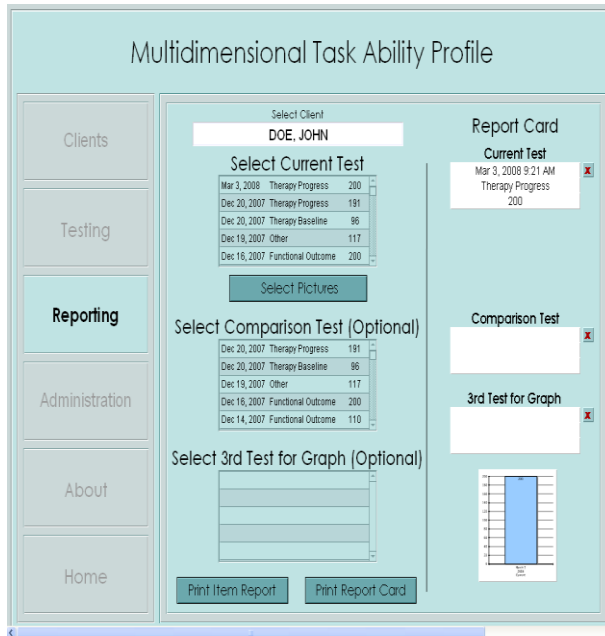 Multidimensional Task Ability Profile
Clients
Testing
Reporting
Administration
About
Home
Select Client
DOE, JOHN
Select Current Test
Mar 3, 2008 Therapy Progress 200
Dec 20, 2007 Therapy Progress 191
Dec 20, 2007 Therapy Baseline 96
Dec 19, 2007 Other 117
Dec 16, 2007 Functional Outcome 200
Select Pictures
Select Comparison Test (Optional)
Dec 20, 2007 Therapy Progress 191
Dec 20, 2007 Therapy Baseline 96
Dec 19, 2007 Other 117
Dec 16, 2007 Functional Outcome 200
Dec 14, 2007 Functional Outcome 110
Select 3rd Test for Graph (Optional)
Print Item Report
Print Report Card
Report Card
Current Test
Mar 3, 2008 9:21 AM
Therapy Progress
200
Comparison Test
3rd Test for Graph